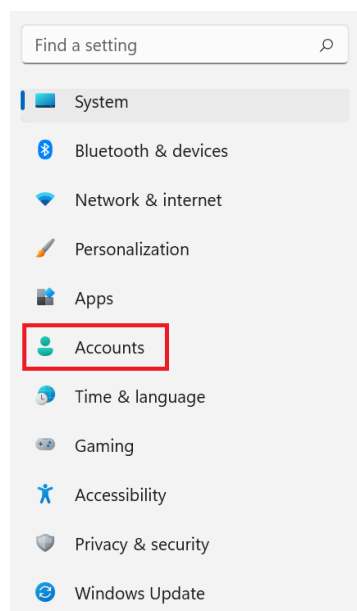 Find a setting
System
Bluetooth & devices
Network & internet
Personalization
Apps
Accounts
Time & language
Gaming
Accessibility
Privacy & security
Windows Update